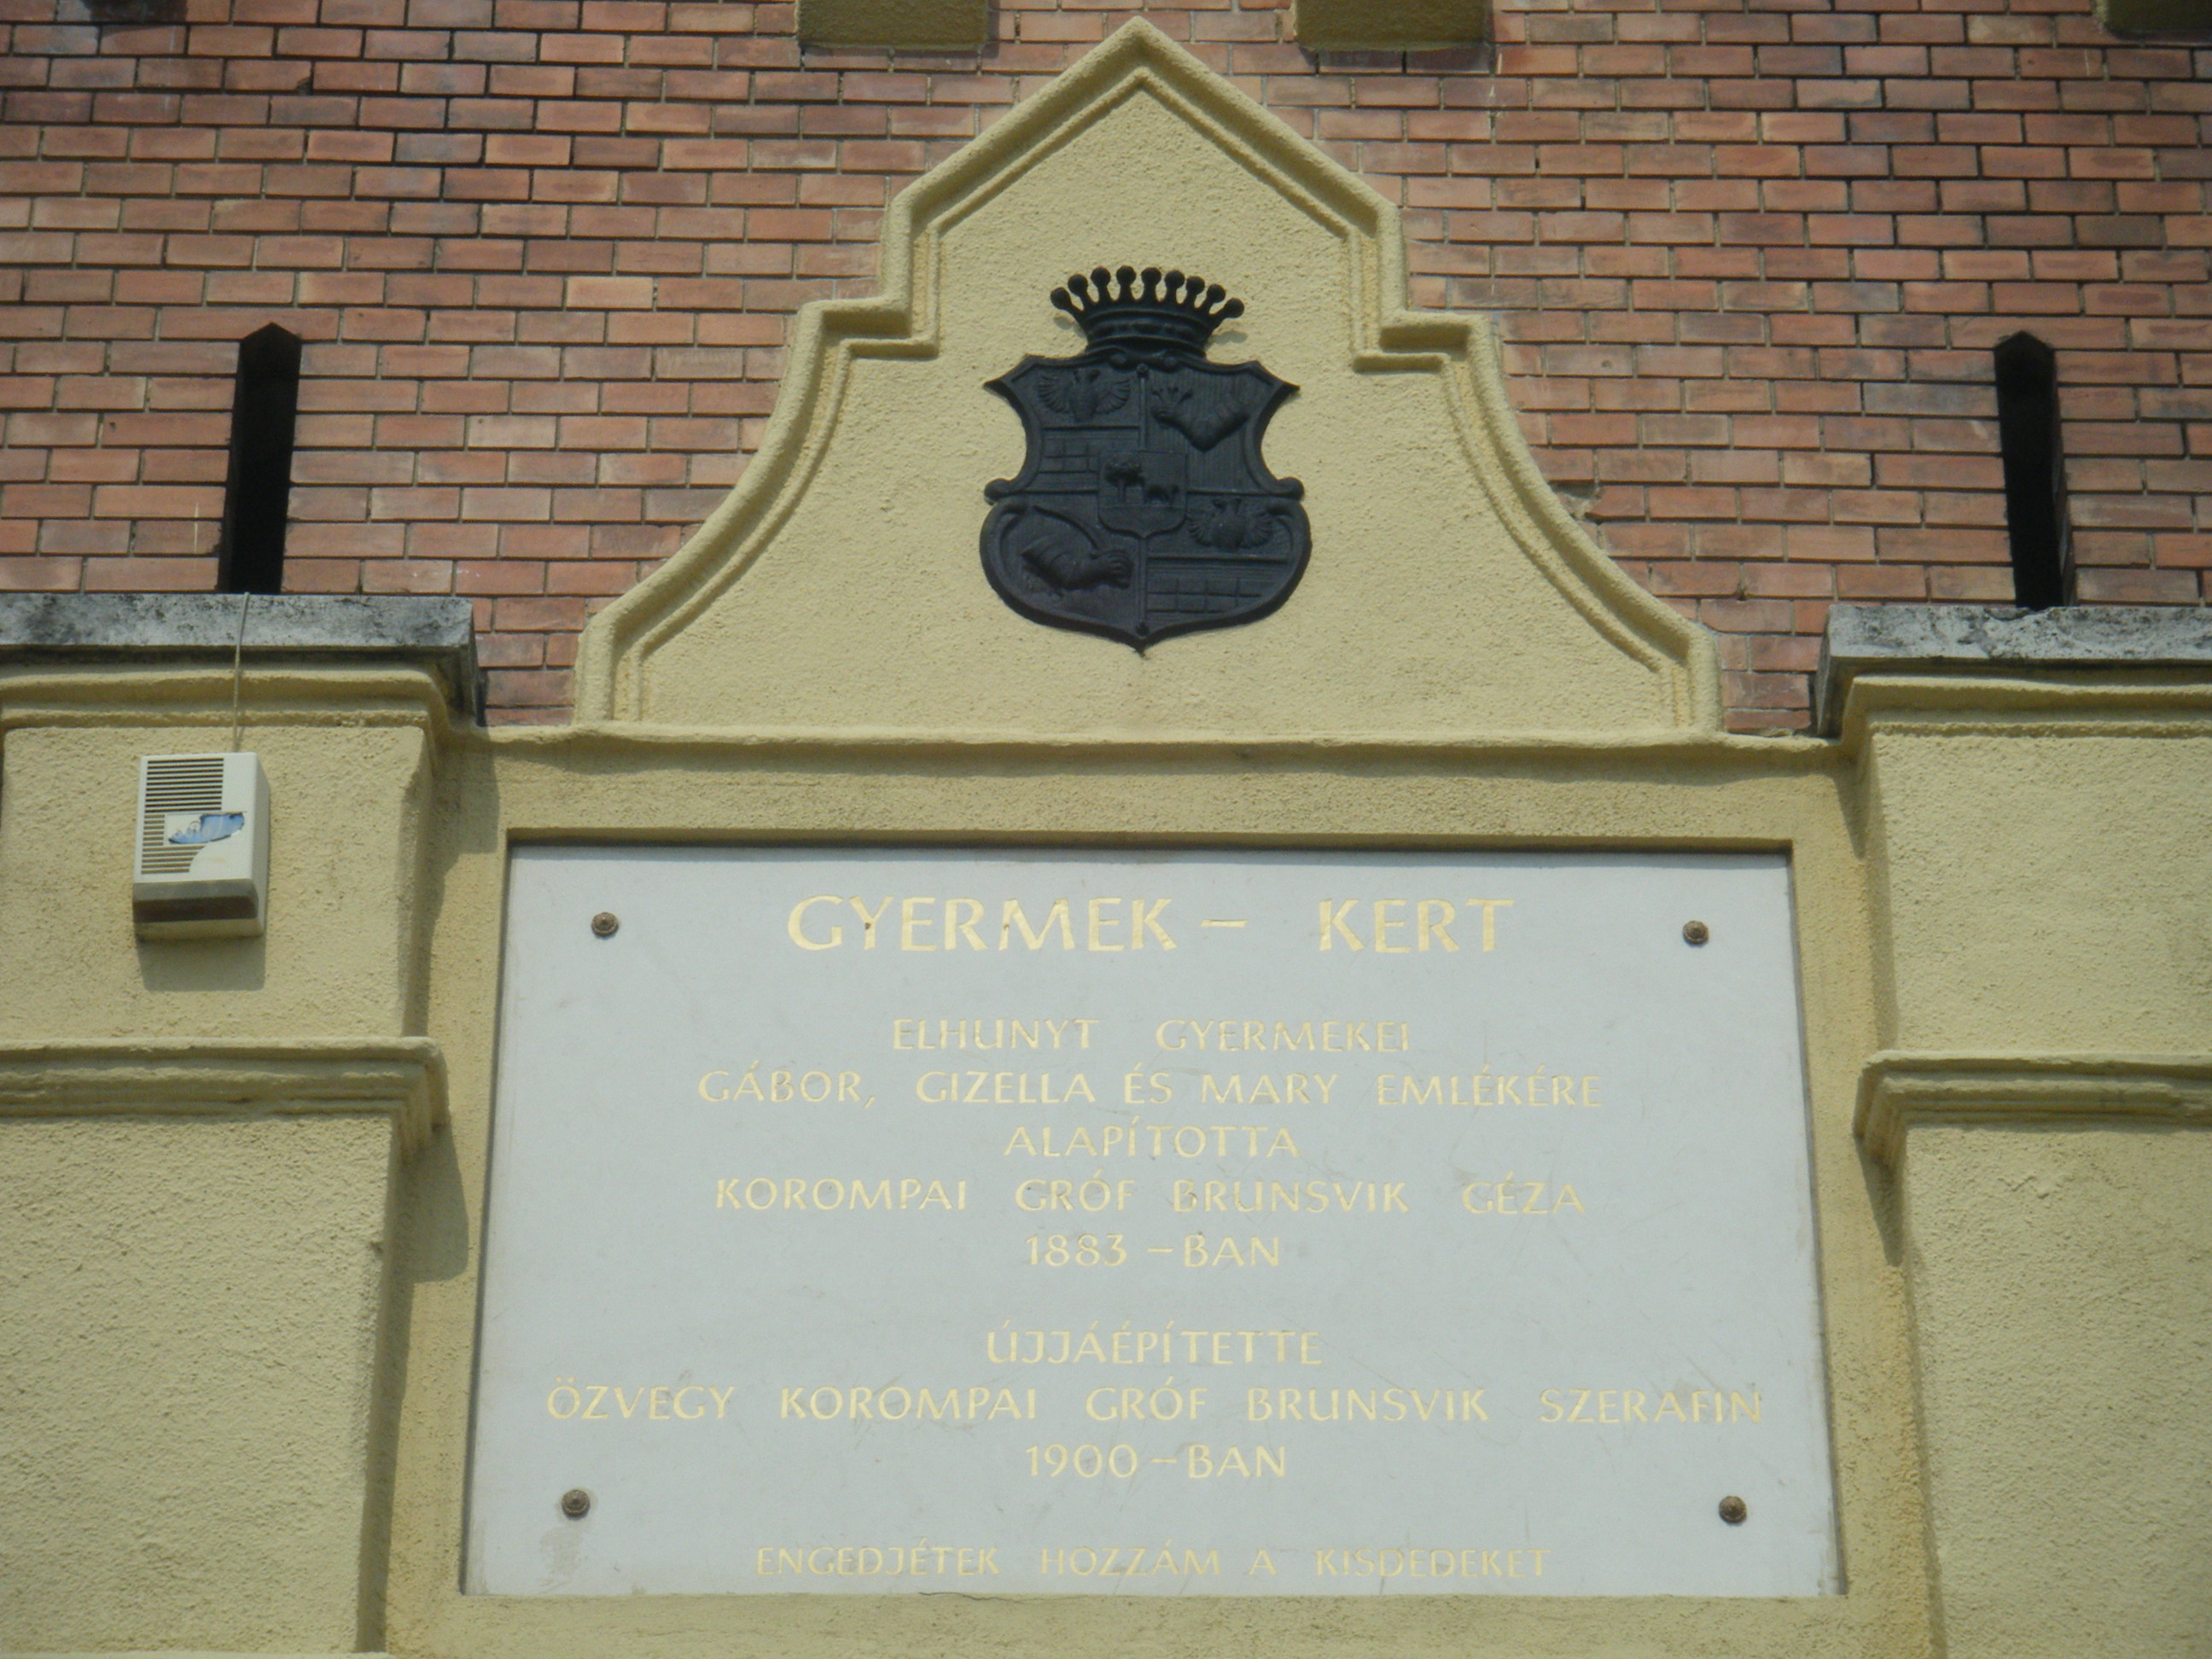 GYERMEK – KERT
ELHUNYT GYERMEKEI
GÁBOR, GIZELLA ÉS MARY EMLÉKÉRE
ALAPÍTOTTA
KOROMPAI GRÓF BRUNSVIK GÉZA
1883 – BAN
ÚJJÁÉPÍTETTE
ÖZVEGY KOROMPAI GRÓF BRUNSVIK SZERAFIN
1900 – BAN
ENGEDJÉTEK HOZZÁM A KISDEDEKET